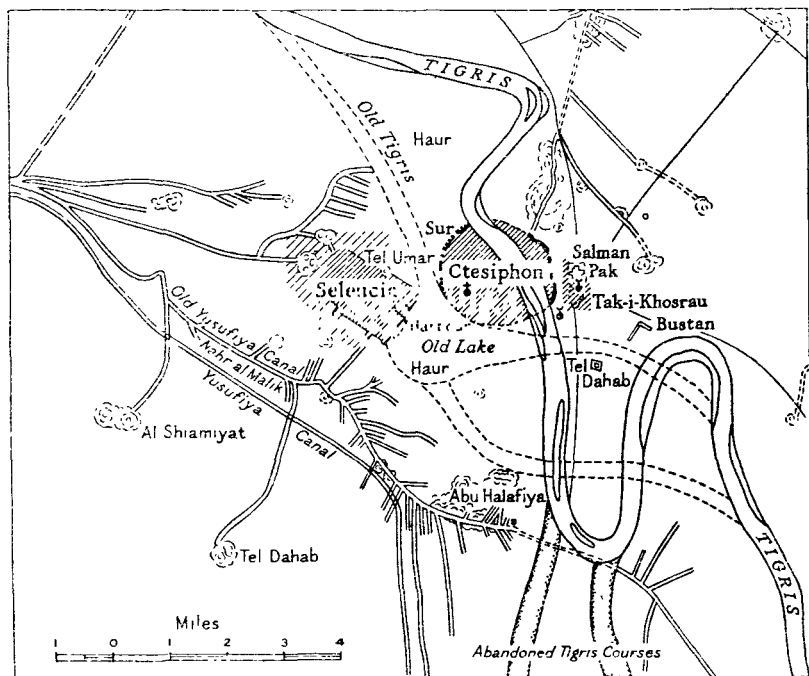 TIGRIS
Old Tigris
Haur
Sur
Tel Umar
Ctesiphon
Salman
Pak
Seleucia
Tak-i-Khosrau
Bustan
Old Lake
Haur
Tel
Dahab
Old Yusufiya Canal
Nahr al Malik
Yusufiya
Canal
Al Shiamiyat
Abu Halafiya
Tel Dahab
TIGRIS
Miles
1 0 1 2 3 4
Abandoned Tigris Courses